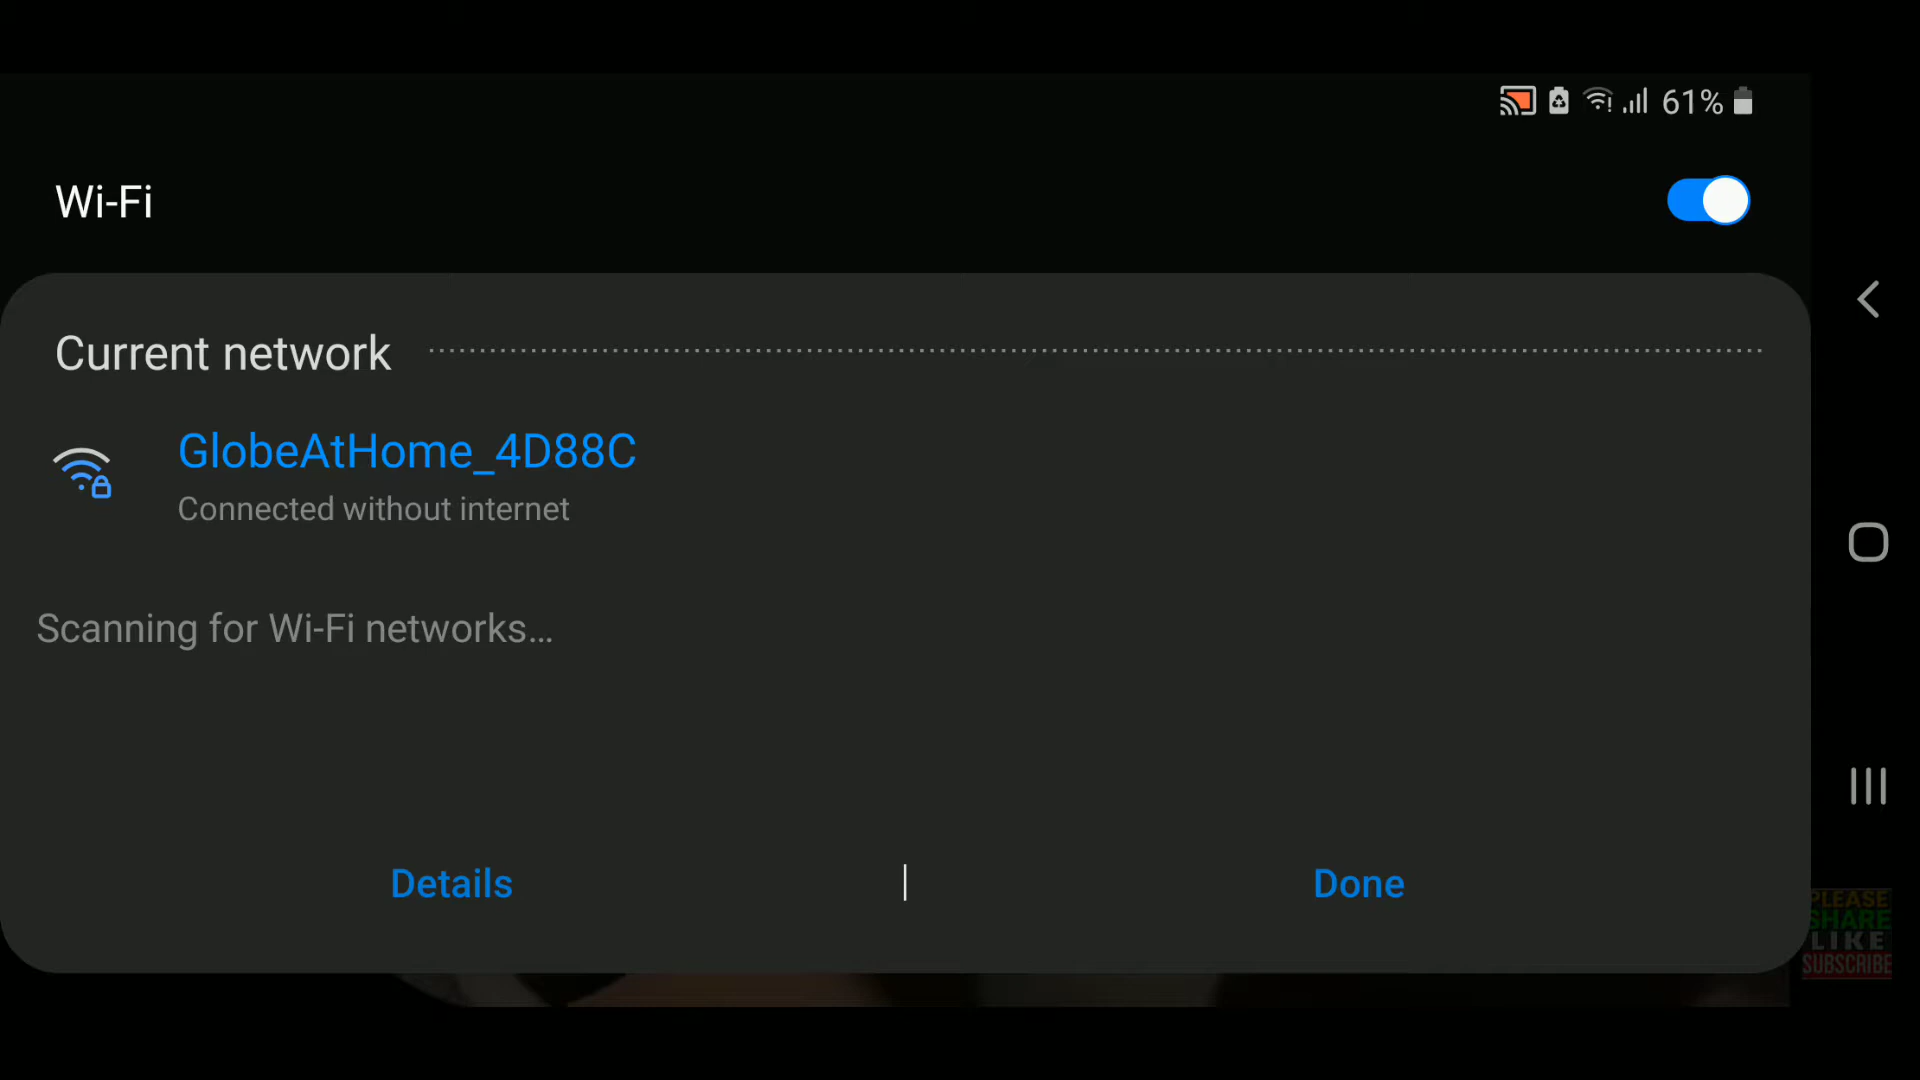 61%
Wi-Fi
Current network
GlobeAtHome_4D88C
Connected without internet
Scanning for Wi-Fi networks...
Details | Done
PLEASE
SHARE
LIKE
SUBSCRIBE